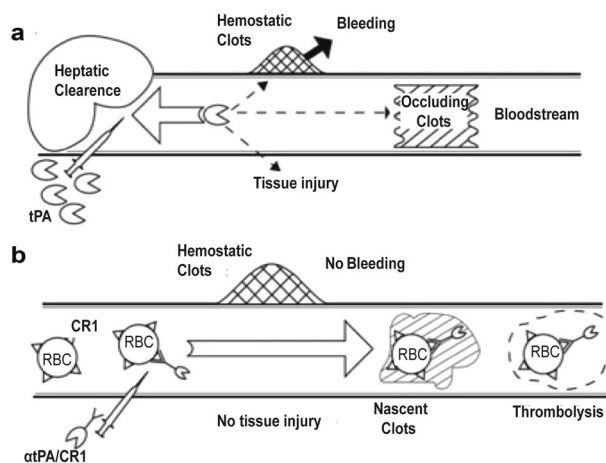 a
Hemostatic
Clots
Bleeding
Heptatic
Clearence
Occluding
Clots
Bloodstream
tPA
Tissue injury
b
Hemostatic
Clots
No Bleeding
CR1
RBC
RBC
RBC
RBC
αtPA/CR1
No tissue injury
Nascent
Clots
Thrombolysis